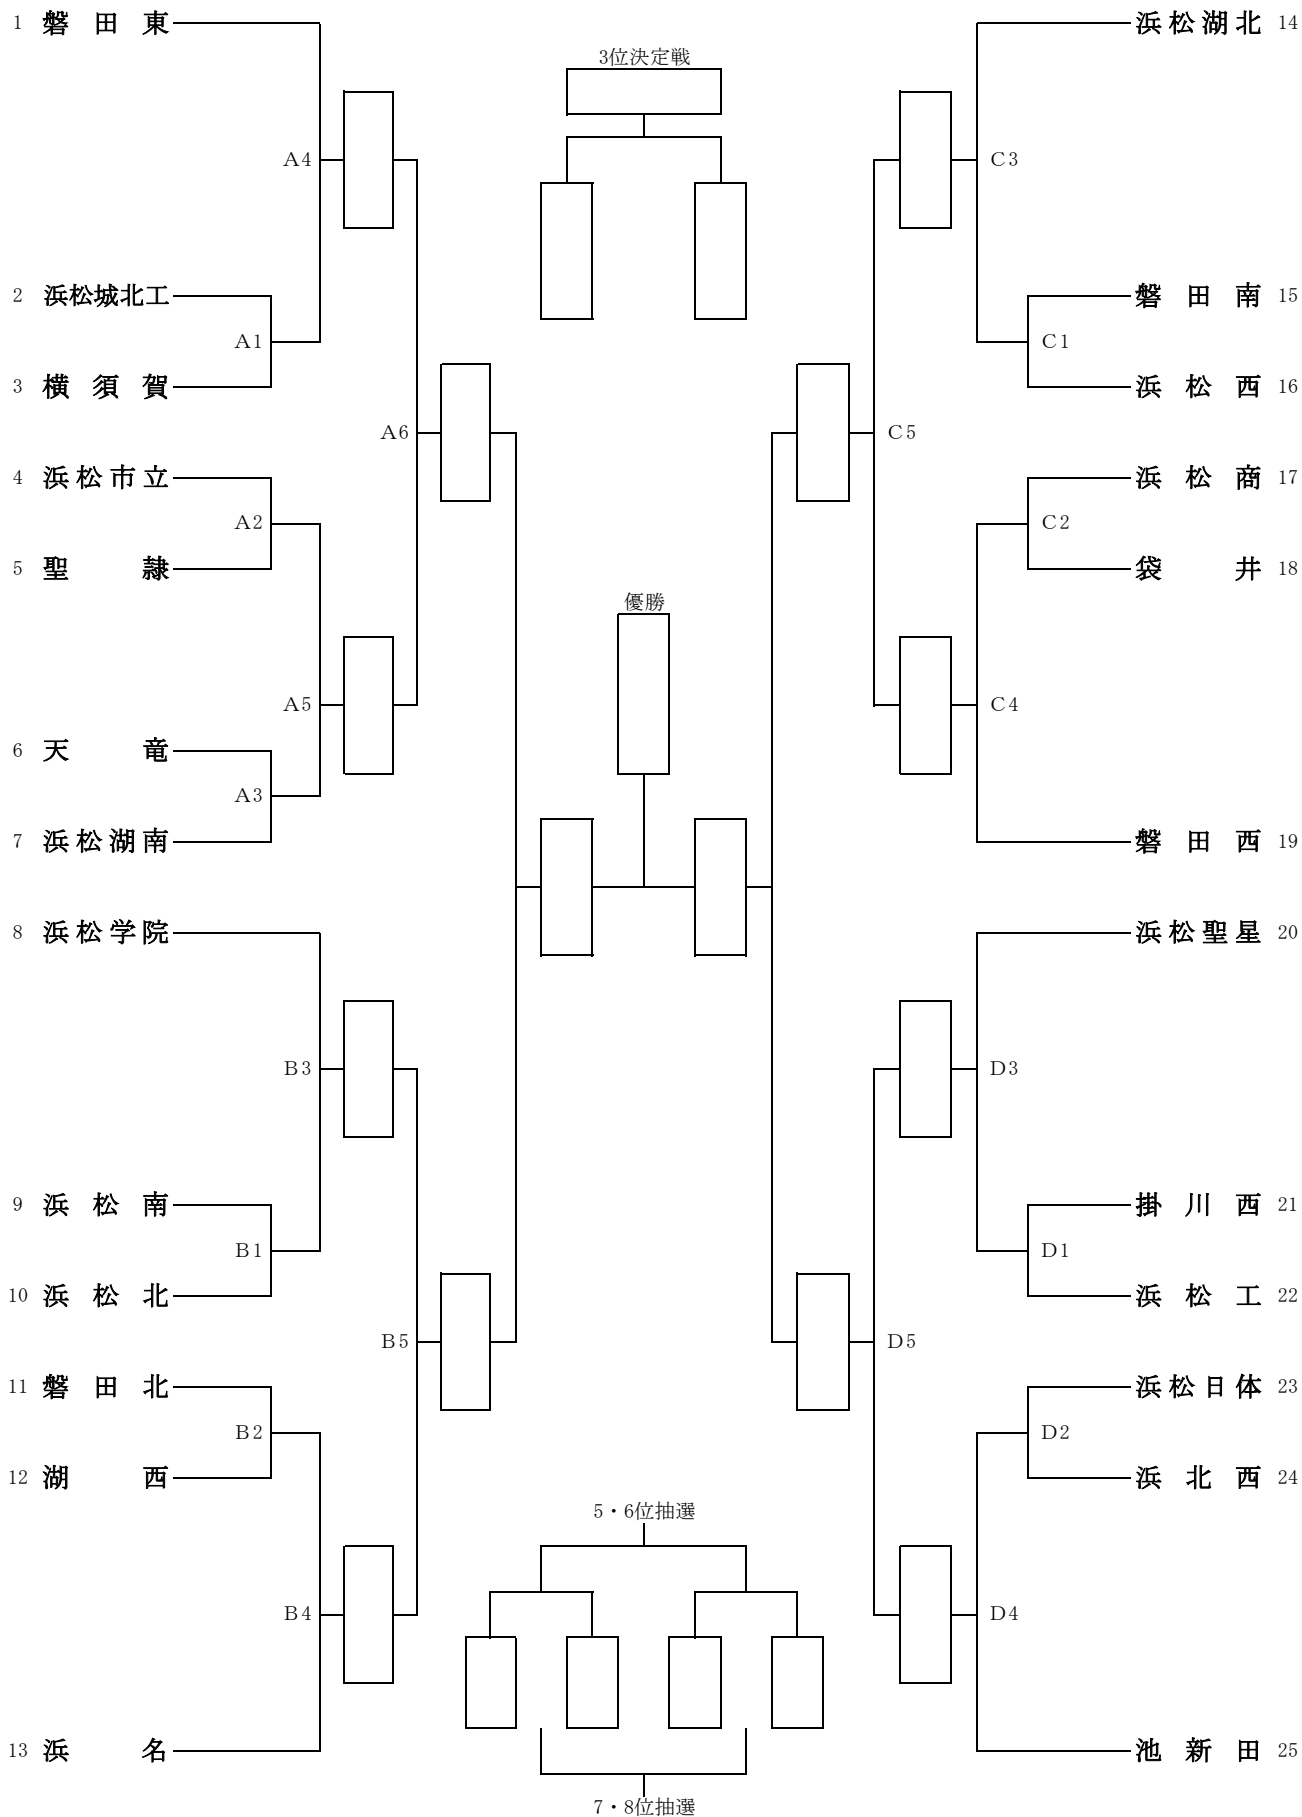 1 磐田東
3位決定戦
A4
2 浜松城北工
A1
3 横須賀
A6
4 浜松市立
A2
5 聖隷
A5
6 天竜
A3
7 浜松湖南
8 浜松学院
B3
9 浜松南
B1
10 浜松北
B5
11 磐田北
B2
12 湖西
B4
13 浜名
優勝
5・6位抽選
7・8位抽選
浜松湖北 14
C3
磐田南 15
C1
浜松西 16
C5
浜松商 17
C2
袋井 18
C4
磐田西 19
浜松聖星 20
D3
掛川西 21
D1
浜松工 22
D5
浜松日体 23
D2
浜北西 24
D4
池新田 25